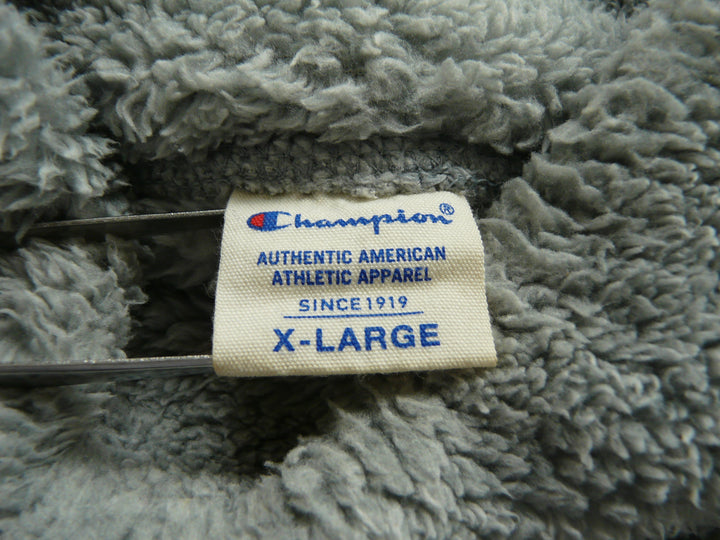 Champion®
AUTHENTIC AMERICAN
ATHLETIC APPAREL
SINCE 1919
X-LARGE